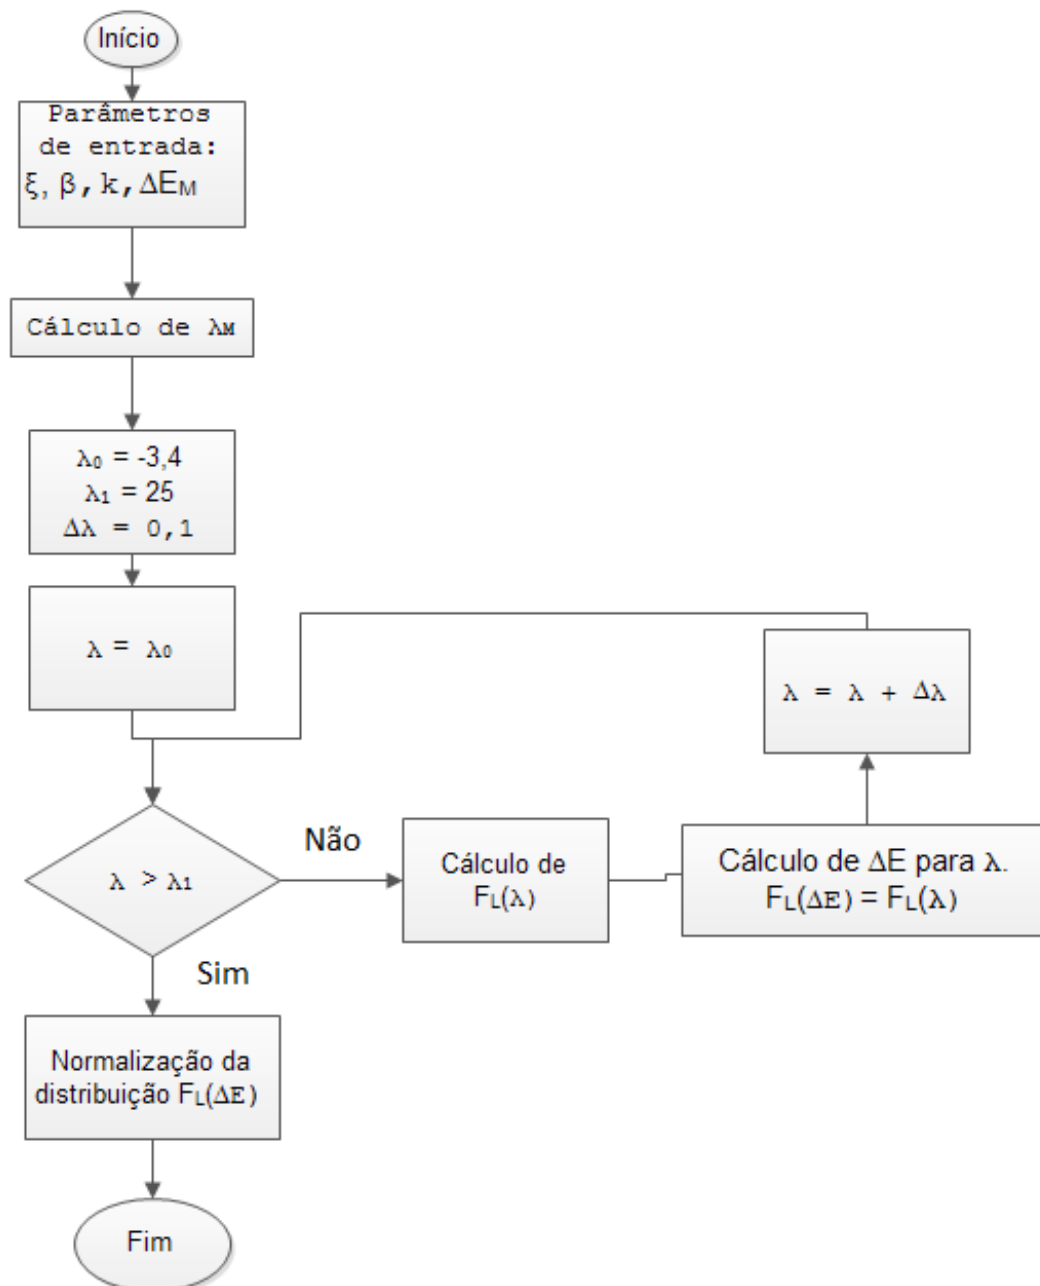 Início
Parâmetros
de entrada:
ξ, β, k, ΔEM
Cálculo de λM
λ0 = -3,4
λ1 = 25
Δλ = 0,1
λ = λ0
λ = λ + Δλ
λ > λ1
Não
Cálculo de
FL(λ)
Cálculo de ΔE para λ.
FL(ΔE) = FL(λ)
Sim
Normalização da
distribuição FL(ΔE)
Fim